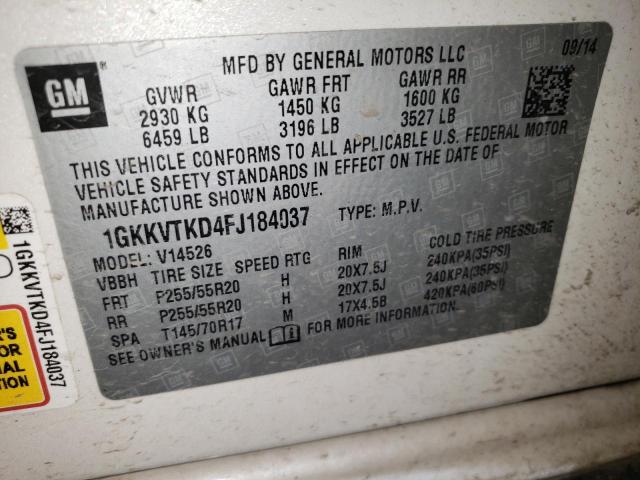 GM
MFD BY GENERAL MOTORS LLC
09/14
GVWR GAWR FRT GAWR RR
2930 KG 1450 KG 1600 KG
6459 LB 3196 LB 3527 LB
THIS VEHICLE CONFORMS TO ALL APPLICABLE U.S. FEDERAL MOTOR
VEHICLE SAFETY STANDARDS IN EFFECT ON THE DATE OF
MANUFACTURE SHOWN ABOVE.
1GKKVTKD4FJ184037 TYPE: M.P.V.
MODEL: V14526
VBBH TIRE SIZE SPEED RTG RIM COLD TIRE PRESSURE
FRT P255/55R20 H 20X7.5J 240KPA(35PSI)
RR P255/55R20 H 20X7.5J 240KPA(35PSI)
SPA T145/70R17 M 17X4.5B 420KPA(60PSI)
SEE OWNER'S MANUAL FOR MORE INFORMATION.
1GKKVTKD4FJ184037